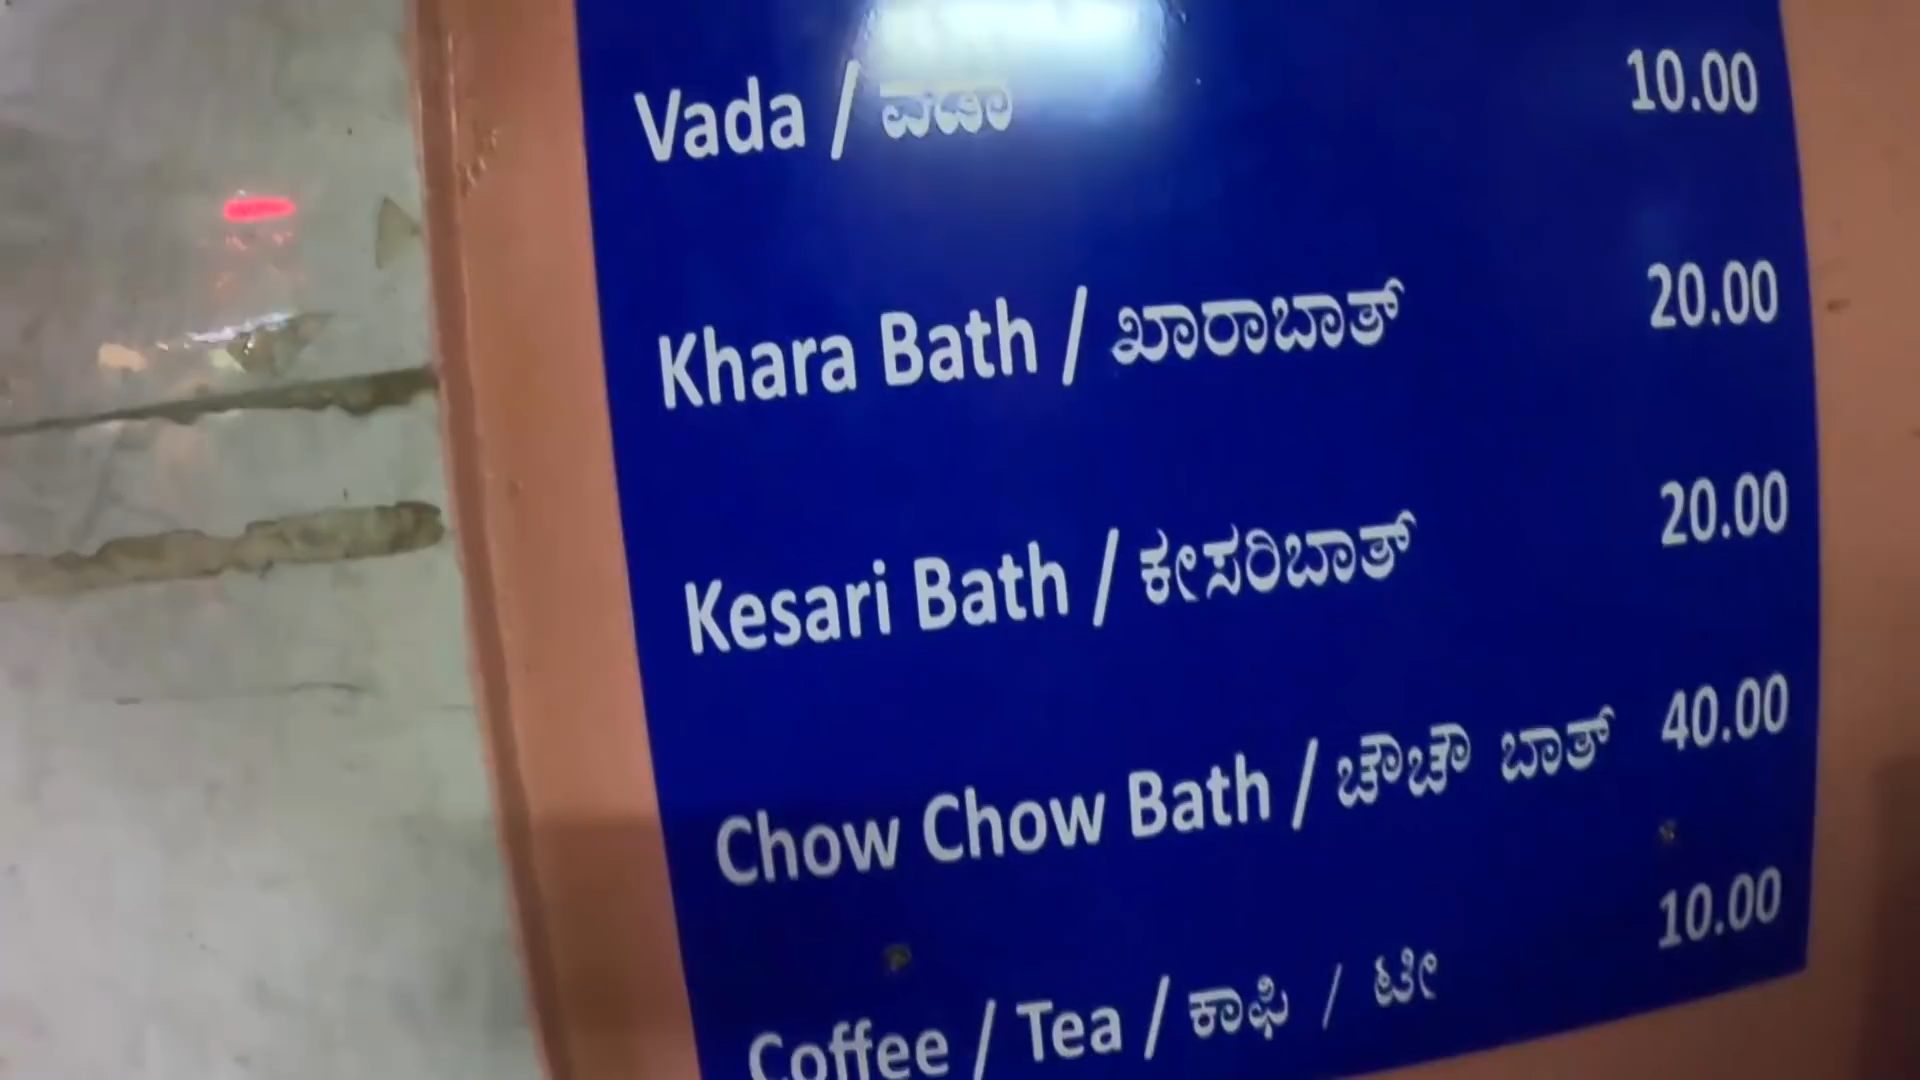 Vada / ವಡಾ 10.00
Khara Bath / ಖಾರಾಬಾತ್ 20.00
Kesari Bath / ಕೇಸರಿಬಾತ್ 20.00
Chow Chow Bath / ಚೌಚೌ ಬಾತ್ 40.00
Coffee / Tea / ಕಾಫಿ / ಟೀ 10.00